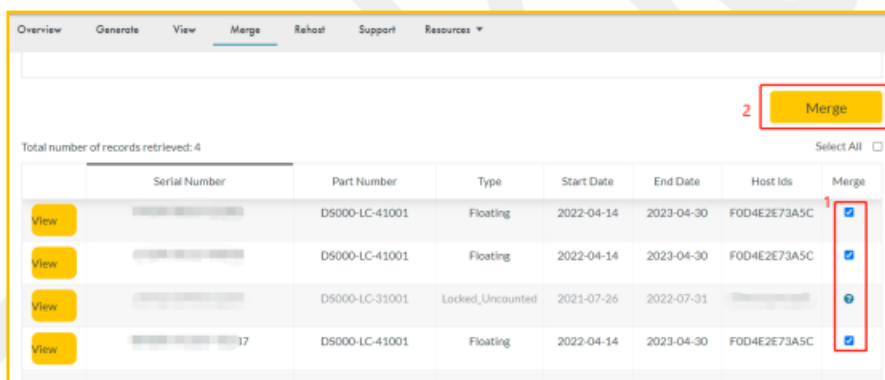 Overview Generate View Merge Rehost Support Resources
2 Merge
Total number of records retrieved: 4 Select All
Serial Number Part Number Type Start Date End Date Host Ids Merge
1
View DS000-LC-41001 Floating 2022-04-14 2023-04-30 F0D4E2E73A5C
View DS000-LC-41001 Floating 2022-04-14 2023-04-30 F0D4E2E73A5C
View DS000-LC-31001 Locked_Uncounted 2021-07-26 2022-07-31
View 37 DS000-LC-41001 Floating 2022-04-14 2023-04-30 F0D4E2E73A5C